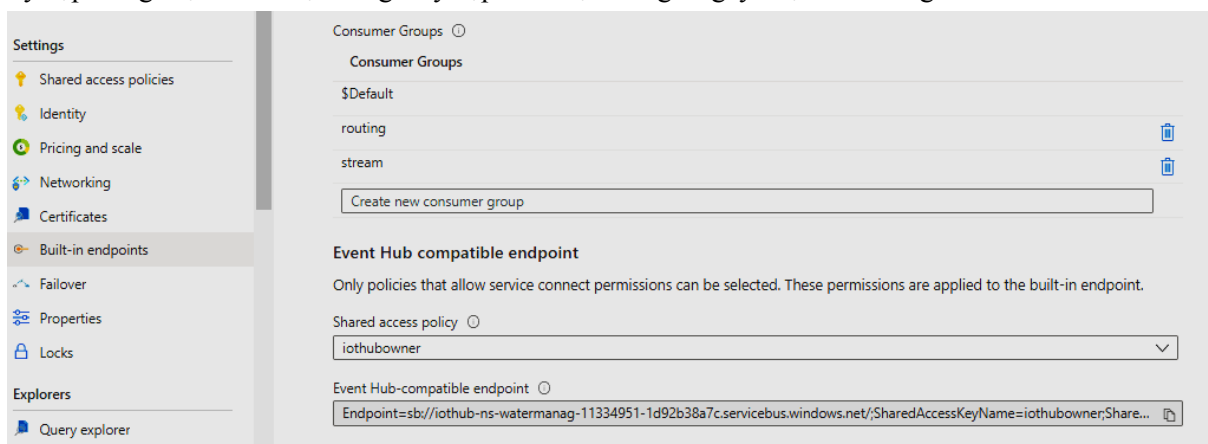 Settings
Shared access policies
Identity
Pricing and scale
Networking
Certificates
Built-in endpoints
Failover
Properties
Locks
Explorers
Query explorer
Consumer Groups
Consumer Groups
$Default
routing
stream
Create new consumer group
Event Hub compatible endpoint
Only policies that allow service connect permissions can be selected. These permissions are applied to the built-in endpoint.
Shared access policy
iothubowner
Event Hub-compatible endpoint
Endpoint=sb://iothub-ns-watermanag-11334951-1d92b38a7c.servicebus.windows.net/;SharedAccessKeyName=iothubowner;Share...